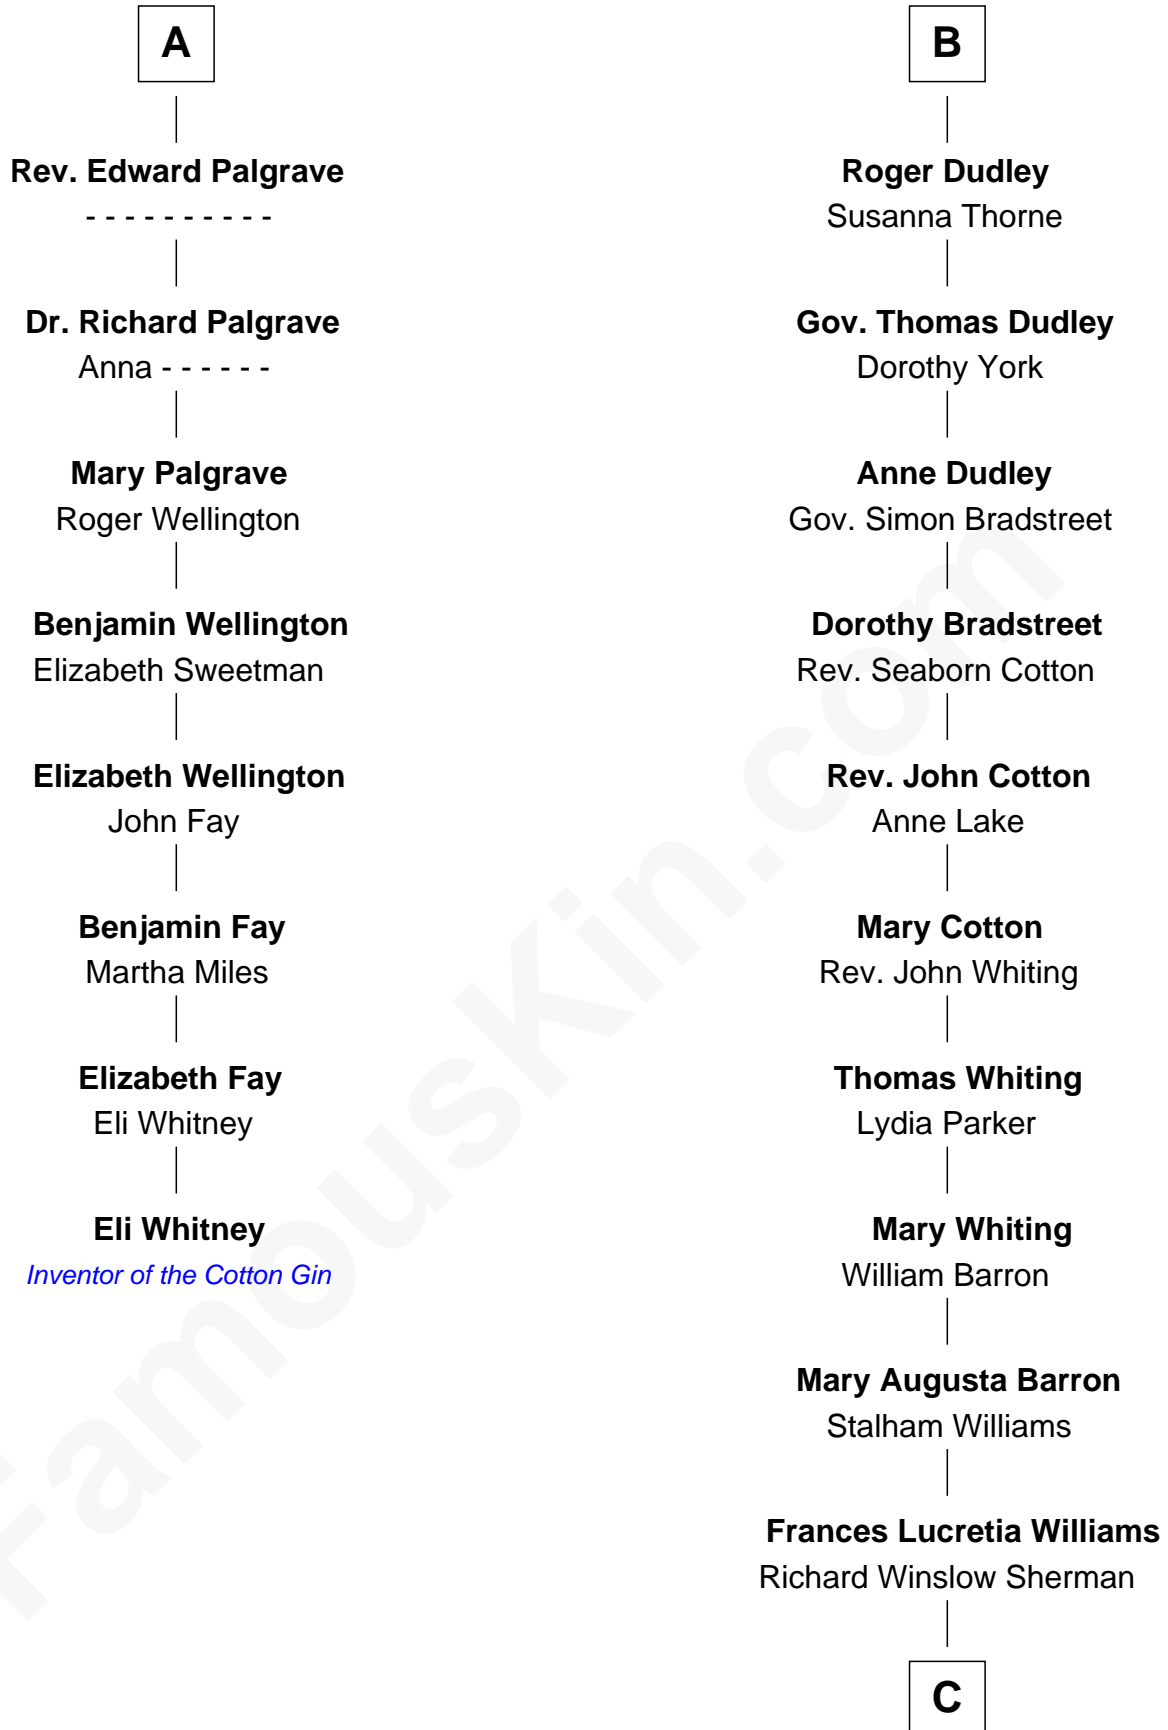 A
Rev. Edward Palgrave
- - - - - - - - - -
Dr. Richard Palgrave
Anna - - - - - -
Mary Palgrave
Roger Wellington
Benjamin Wellington
Elizabeth Sweetman
Elizabeth Wellington
John Fay
Benjamin Fay
Martha Miles
Elizabeth Fay
Eli Whitney
Eli Whitney
Inventor of the Cotton Gin
B
Roger Dudley
Susanna Thorne
Gov. Thomas Dudley
Dorothy York
Anne Dudley
Gov. Simon Bradstreet
Dorothy Bradstreet
Rev. Seaborn Cotton
Rev. John Cotton
Anne Lake
Mary Cotton
Rev. John Whiting
Thomas Whiting
Lydia Parker
Mary Whiting
William Barron
Mary Augusta Barron
Stalham Williams
Frances Lucretia Williams
Richard Winslow Sherman
C
FamousKin.com